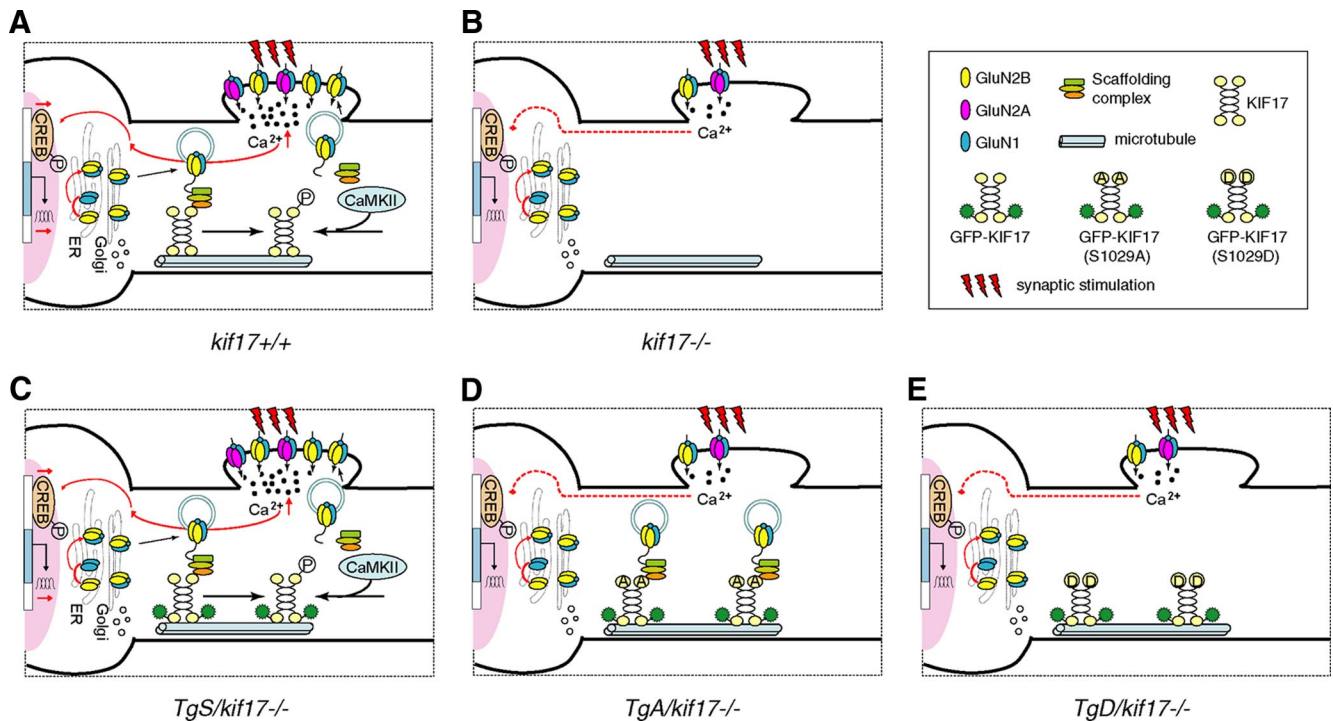 A
CREB
P
ER
Golgi
Ca2+
P
CaMKII
kif17+/+
B
CREB
P
Ca2+
kif17-/-
GluN2B
GluN2A
GluN1
Scaffolding
complex
KIF17
microtubule
A A
D D
GFP-KIF17
GFP-KIF17
(S1029A)
GFP-KIF17
(S1029D)
synaptic stimulation
C
CREB
P
ER
Golgi
Ca2+
P
CaMKII
TgS/kif17-/-
D
CREB
P
Ca2+
A A
A A
TgA/kif17-/-
E
CREB
P
Ca2+
D D
D D
TgD/kif17-/-